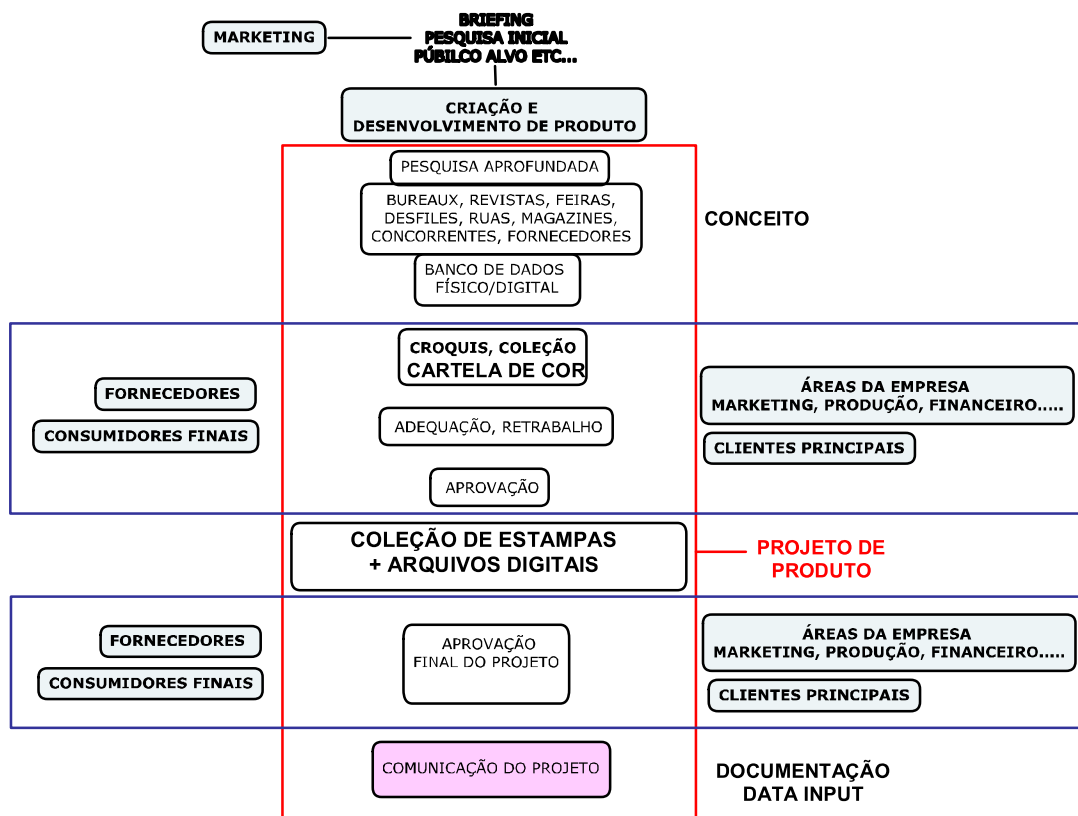 BRIEFING
PESQUISA INICIAL
PÚBILCO ALVO ETC...
MARKETING
CRIAÇÃO E
DESENVOLVIMENTO DE PRODUTO
PESQUISA APROFUNDADA
BUREAUX, REVISTAS, FEIRAS,
DESFILES, RUAS, MAGAZINES,
CONCORRENTES, FORNECEDORES
CONCEITO
BANCO DE DADOS
FÍSICO/DIGITAL
CROQUIS, COLEÇÃO
CARTELA DE COR
FORNECEDORES
CONSUMIDORES FINAIS
ADEQUAÇÃO, RETRABALHO
ÁREAS DA EMPRESA
MARKETING, PRODUÇÃO, FINANCEIRO.....
CLIENTES PRINCIPAIS
APROVAÇÃO
COLEÇÃO DE ESTAMPAS
+ ARQUIVOS DIGITAIS
PROJETO DE
PRODUTO
FORNECEDORES
CONSUMIDORES FINAIS
APROVAÇÃO
FINAL DO PROJETO
ÁREAS DA EMPRESA
MARKETING, PRODUÇÃO, FINANCEIRO.....
CLIENTES PRINCIPAIS
COMUNICAÇÃO DO PROJETO
DOCUMENTAÇÃO
DATA INPUT